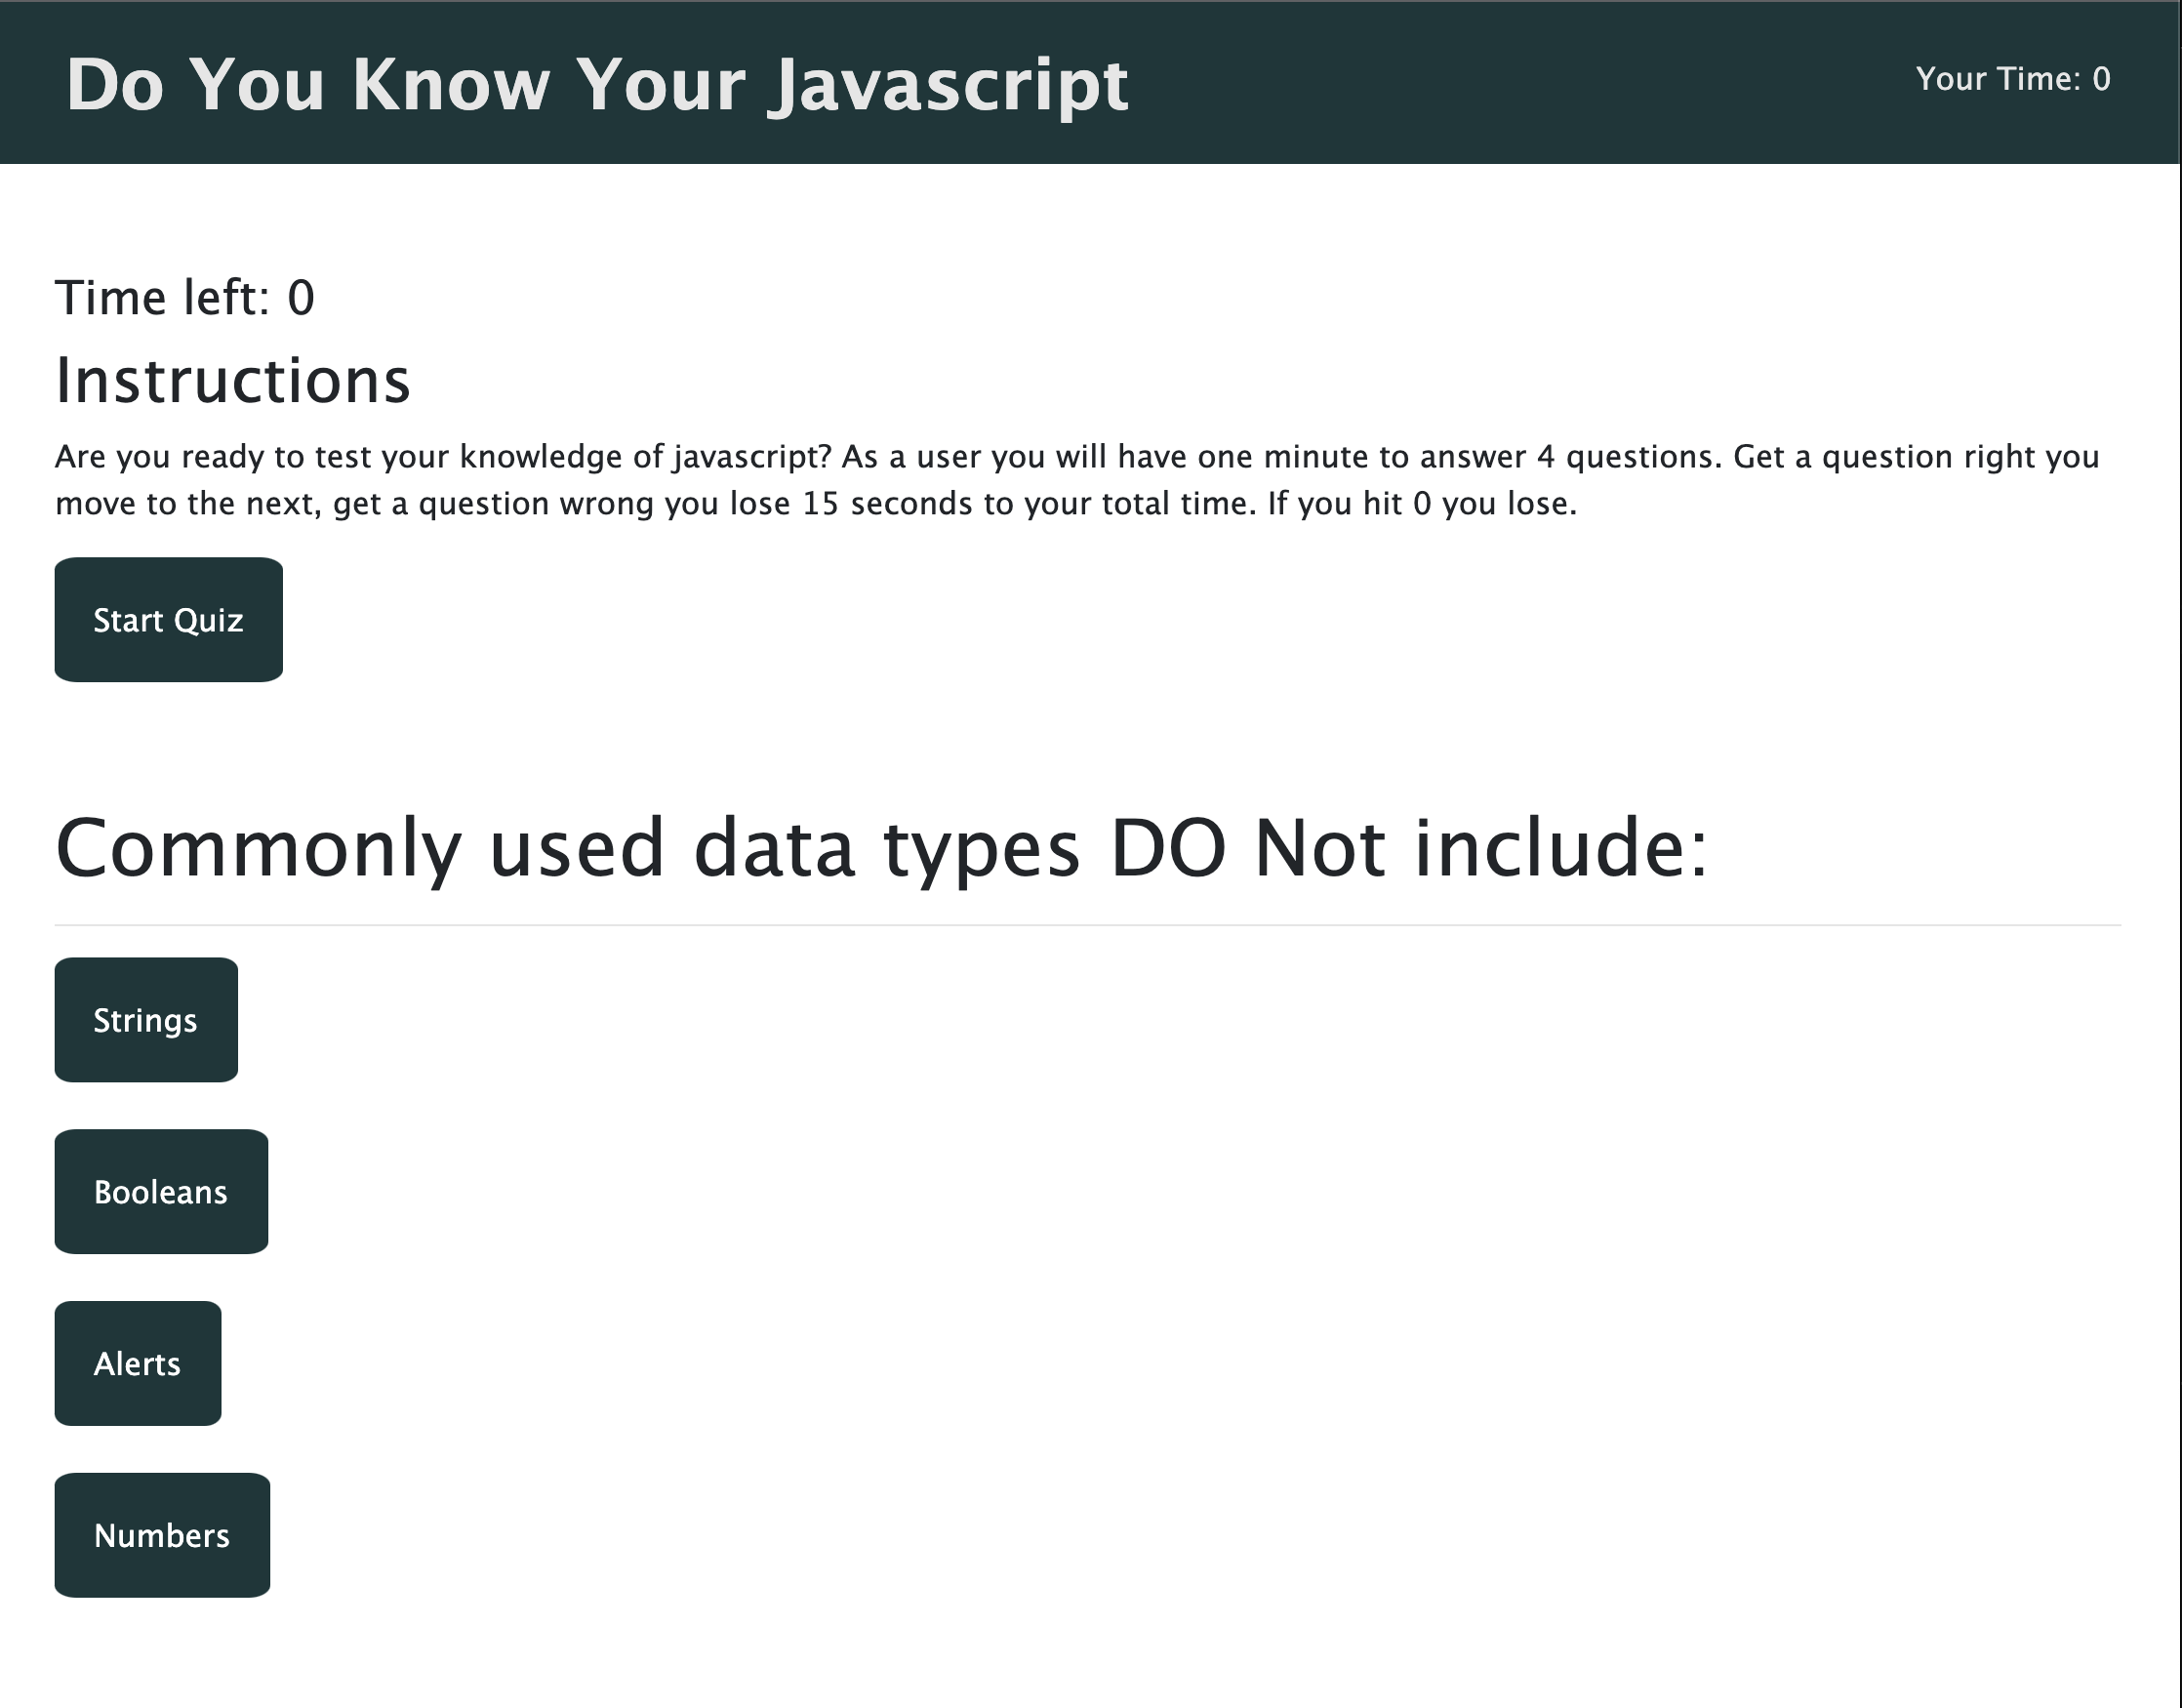 Do You Know Your Javascript
Your Time: 0
Time left: 0
Instructions
Are you ready to test your knowledge of javascript? As a user you will have one minute to answer 4 questions. Get a question right you
move to the next, get a question wrong you lose 15 seconds to your total time. If you hit 0 you lose.
Start Quiz
Commonly used data types DO Not include:
Strings
Booleans
Alerts
Numbers